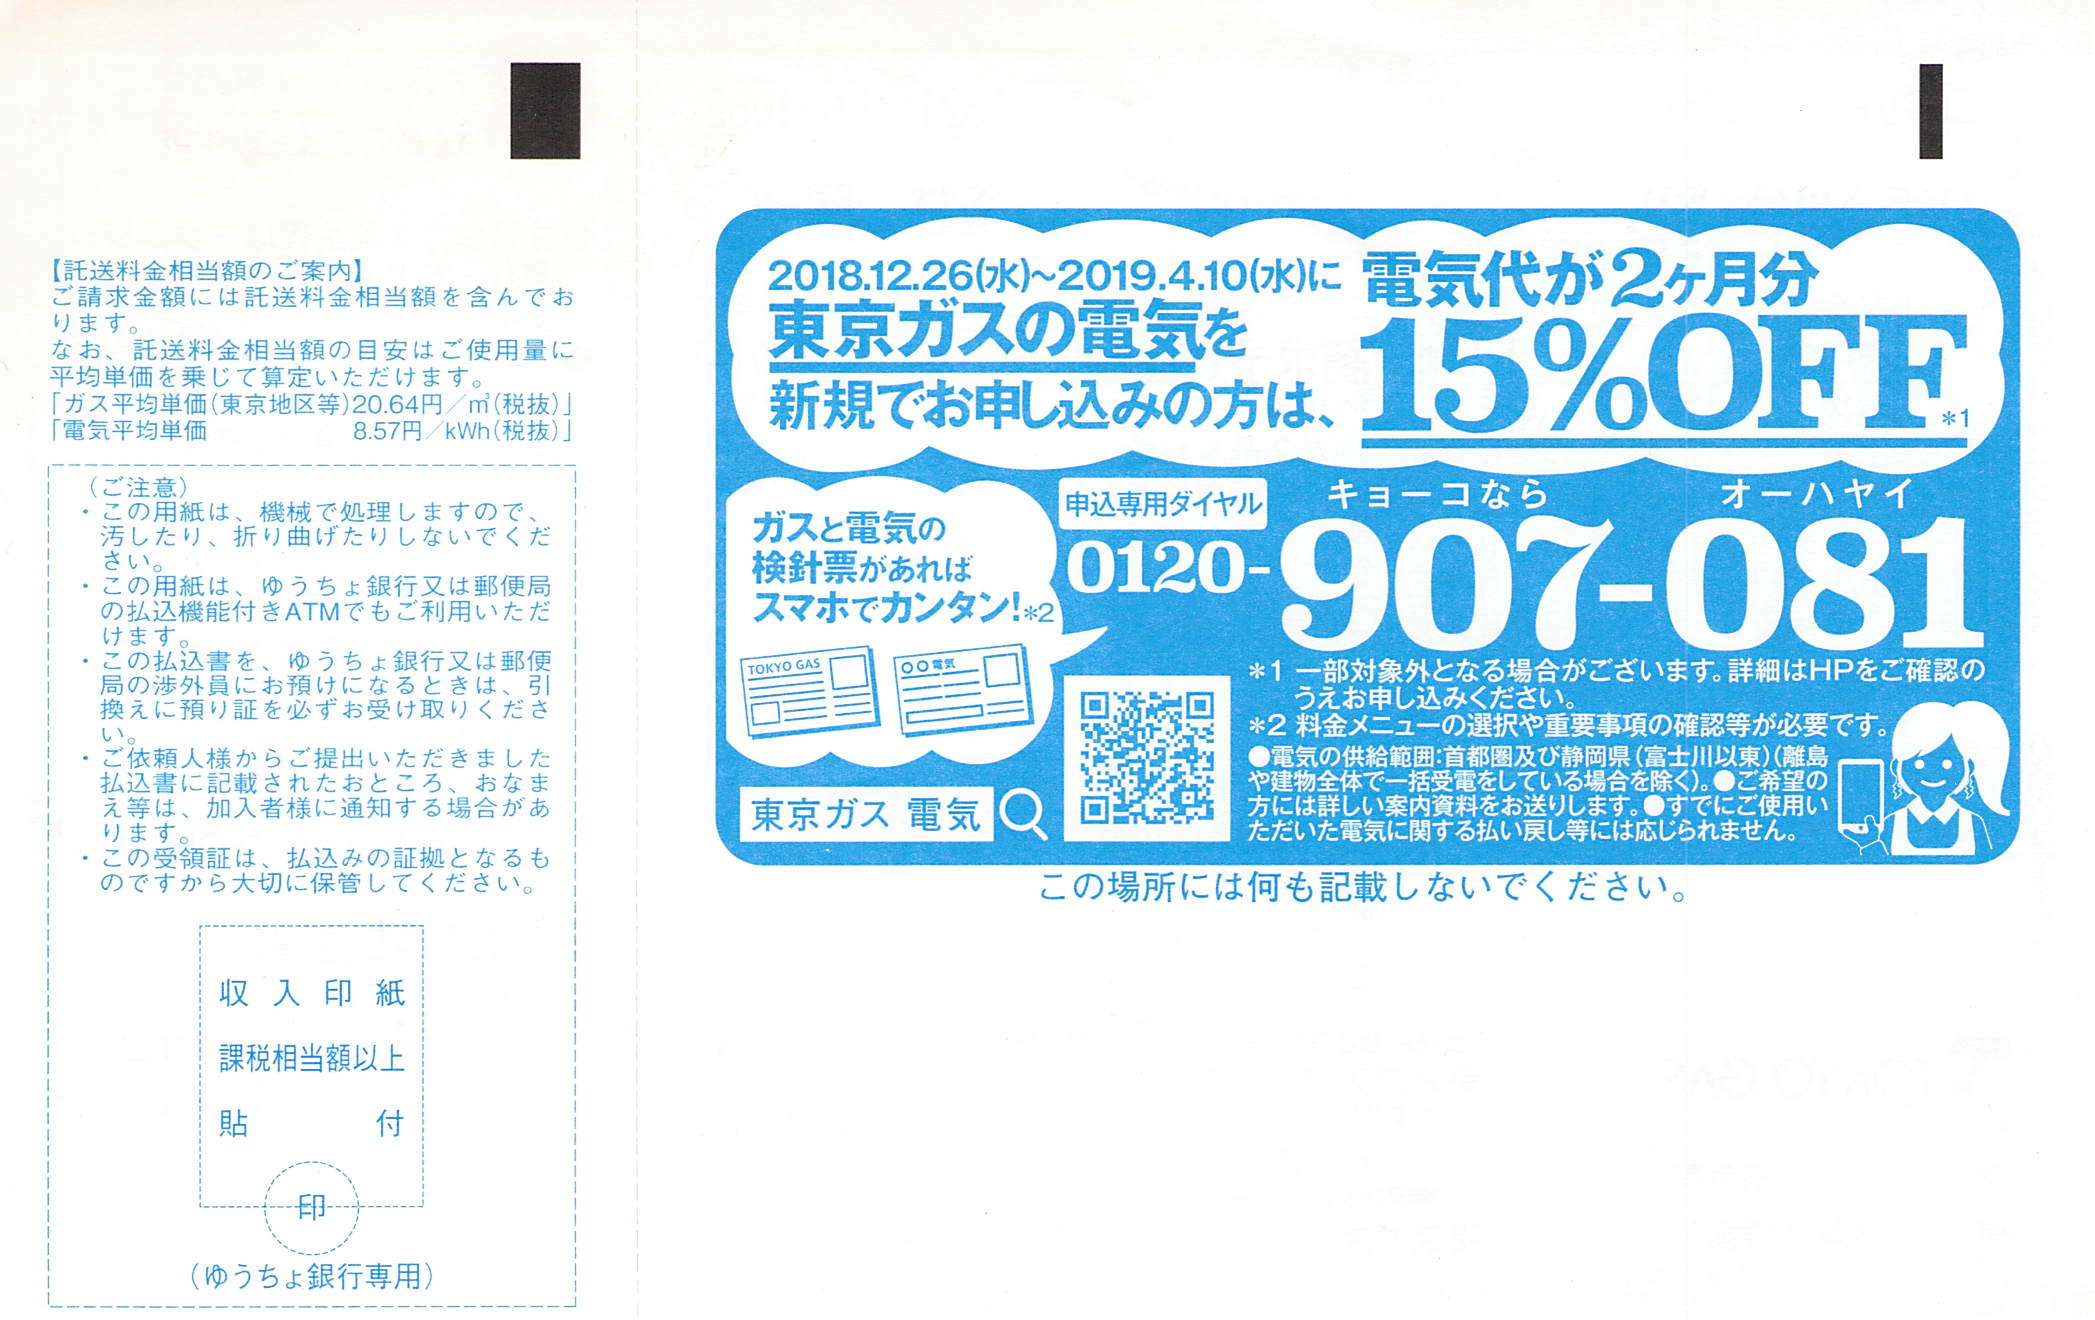 【託送料金相当額のご案内】
ご請求金額には託送料金相当額を含んでお
ります。
なお、託送料金相当額の目安はご使用量に
平均単価を乗じて算定いただけます。
「ガス平均単価(東京地区等)20.64円／㎥(税抜)」
「電気平均単価 8.57円／kWh(税抜)」
（ご注意）
・この用紙は、機械で処理しますので、
汚したり、折り曲げたりしないでくだ
さい。
・この用紙は、ゆうちょ銀行又は郵便局
の払込機能付きATMでもご利用いただ
けます。
・この払込書を、ゆうちょ銀行又は郵便
局の渉外員にお預けになるときは、引
換えに預り証を必ずお受け取りくださ
い。
・ご依頼人様からご提出いただきました
払込書に記載されたおところ、おなま
え等は、加入者様に通知する場合があ
ります。
・この受領証は、払込みの証拠となるも
のですから大切に保管してください。
収入印紙
課税相当額以上
貼 付
印
（ゆうちょ銀行専用）
2018.12.26(水)~2019.4.10(水)に
東京ガスの電気を
新規でお申し込みの方は、
電気代が2ヶ月分
15%OFF*1
ガスと電気の
検針票があれば
スマホでカンタン!*2
TOKYO GAS
○○電気
東京ガス 電気
申込専用ダイヤル
キョーコなら オーハヤイ
0120-907-081
*1 一部対象外となる場合がございます。詳細はHPをご確認の
うえお申し込みください。
*2 料金メニューの選択や重要事項の確認等が必要です。
●電気の供給範囲:首都圏及び静岡県(富士川以東)(離島
や建物全体で一括受電をしている場合を除く)。●ご希望の
方には詳しい案内資料をお送りします。●すでにご使用い
ただいた電気に関する払い戻し等には応じられません。
この場所には何も記載しないでください。